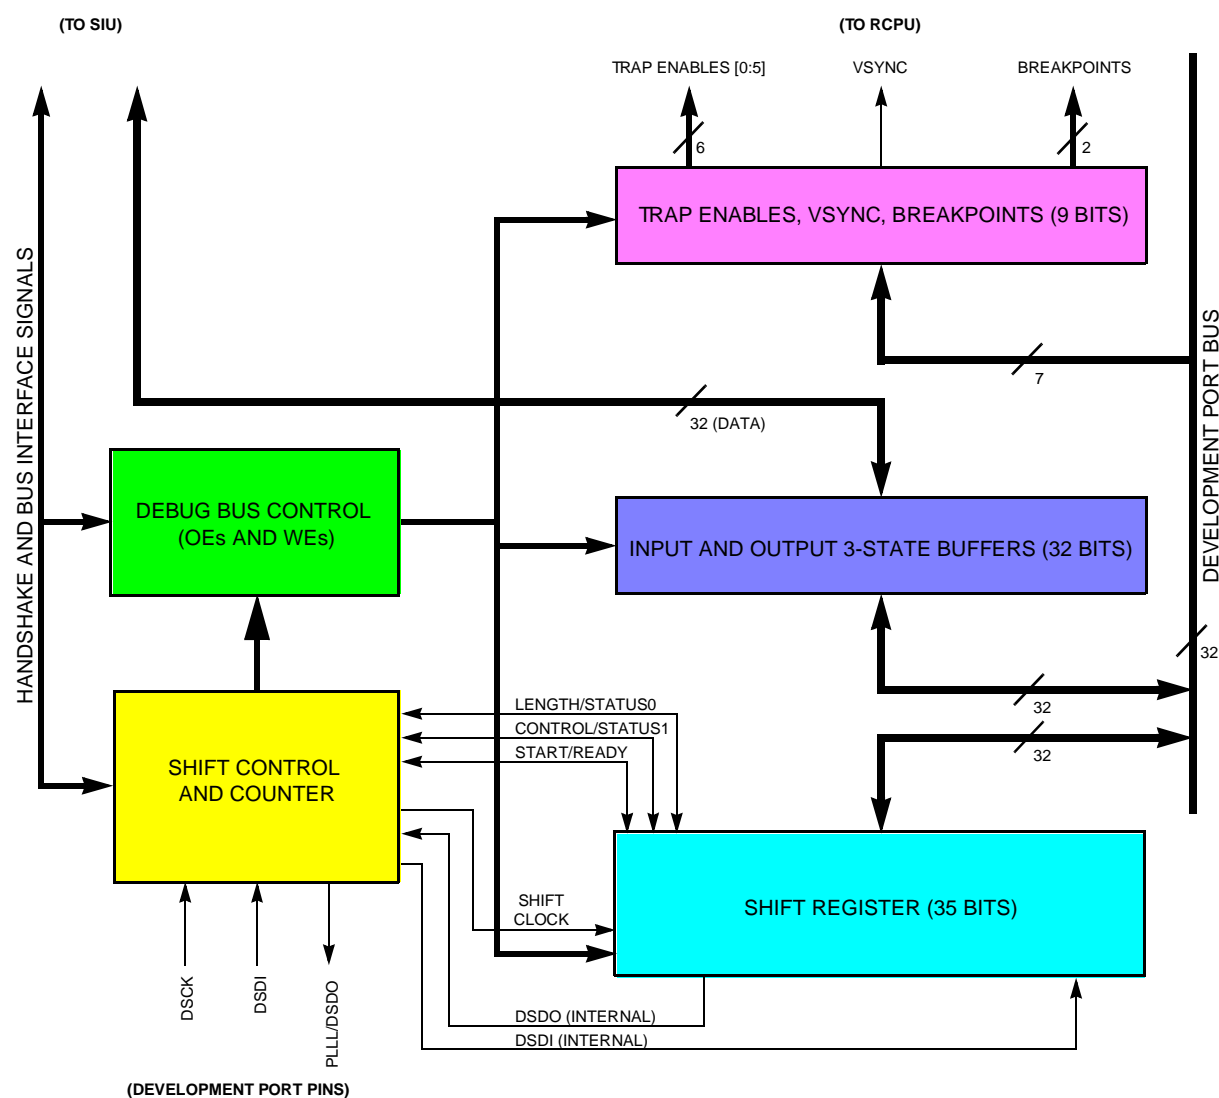 (TO SIU)
(TO RCPU)
TRAP ENABLES [0:5]
VSYNC
BREAKPOINTS
6
2
TRAP ENABLES, VSYNC, BREAKPOINTS (9 BITS)
HANDSHAKE AND BUS INTERFACE SIGNALS
DEVELOPMENT PORT BUS
7
32 (DATA)
DEBUG BUS CONTROL
(OEs AND WEs)
INPUT AND OUTPUT 3-STATE BUFFERS (32 BITS)
32
32
LENGTH/STATUS0
CONTROL/STATUS1
START/READY
32
SHIFT CONTROL
AND COUNTER
SHIFT
CLOCK
SHIFT REGISTER (35 BITS)
DSCK
DSDI
PLLL/DSDO
DSDO (INTERNAL)
DSDI (INTERNAL)
(DEVELOPMENT PORT PINS)